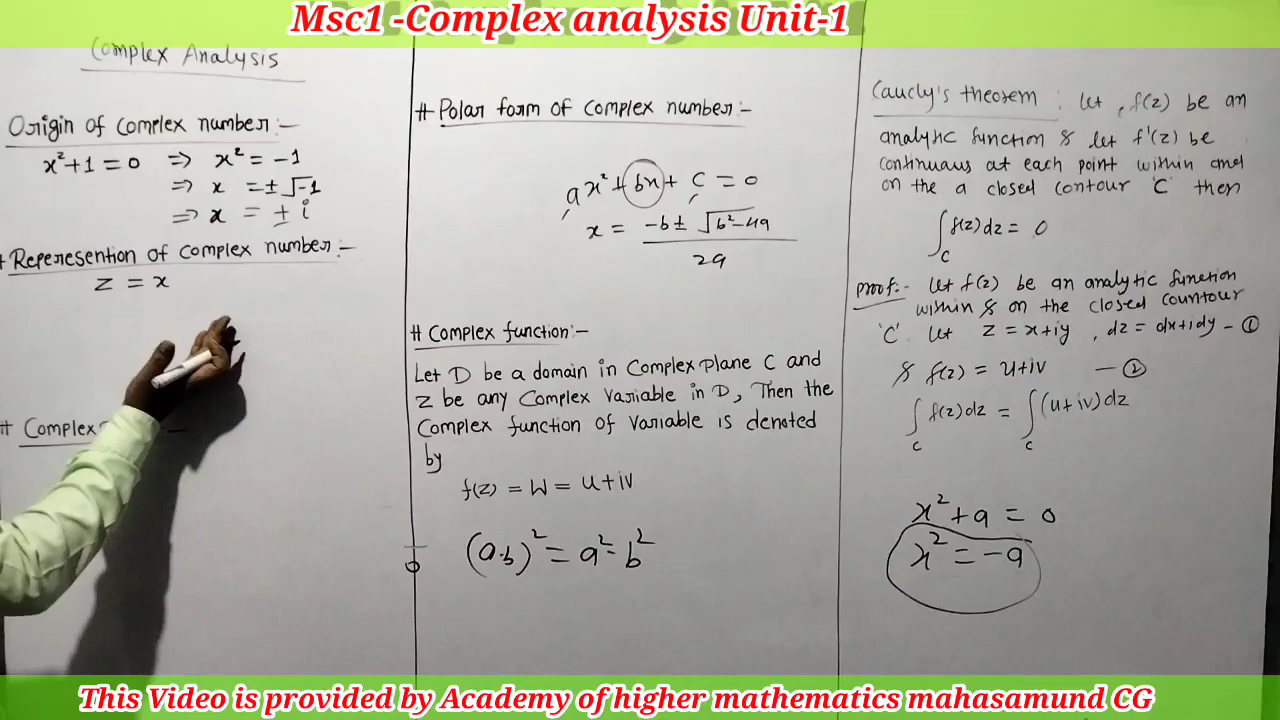 Msc1 -Complex analysis Unit-1
Complex Analysis
Origin of Complex number:-
x²+1=0 ⇒ x² = -1
⇒ x = ±√-1
⇒ x = ± i
+ Reperesention of Complex number:-
z = x
# Complex
# Polar form of Complex number:-
ax²+bx+c=0
x = -b± √b²-4a
2a
# Complex function:-
Let D be a domain in Complex plane C and
z be any Complex Variable in D, Then the
Complex function of Variable is denoted
by
f(z) = W = u+iv
(a·b)² = a²·b²
Caucly's theorem : Let, f(z) be an
analytic function & let f'(z) be
continuaus at each point within and
on the a closed contour 'C' then
∫ f(z)dz = 0
C
Proof:- Let f(z) be an analytic function
within & on the closed countour
'C'. Let z = x+iy , dz = dx+idy - ①
& f(z) = u+iv - ②
∫ f(z)dz = ∫ (u+iv)dz
C C
x²+a = 0
x² = -a
This Video is provided by Academy of higher mathematics mahasamund CG